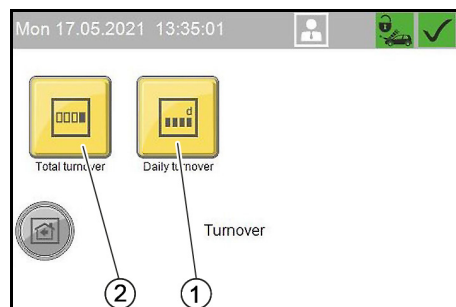 Mon 17.05.2021 13:35:01
d
Total turnover Daily turnover
Turnover
2 1